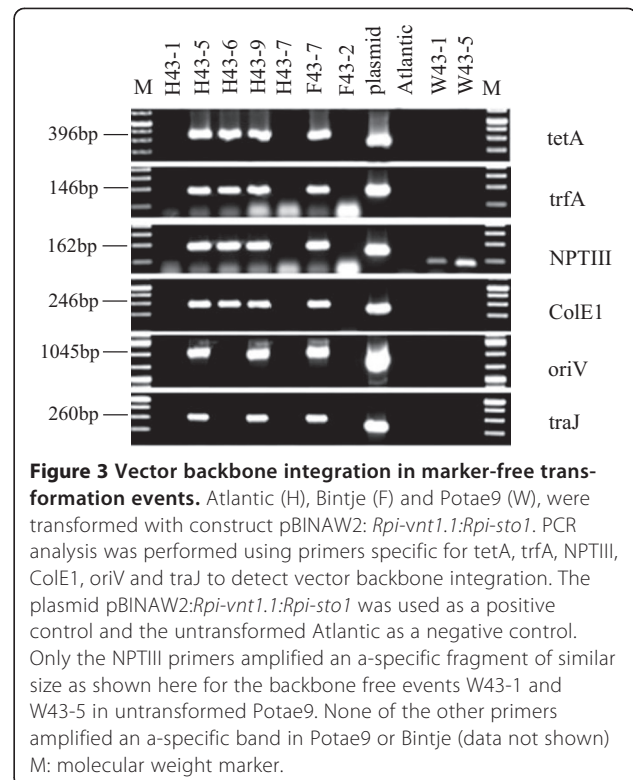 M
H43-1
H43-5
H43-6
H43-9
H43-7
F43-7
F43-2
plasmid
Atlantic
W43-1
W43-5
M
396bp
tetA
146bp
trfA
162bp
NPTIII
246bp
ColE1
1045bp
oriV
260bp
traJ
Figure 3 Vector backbone integration in marker-free trans-
formation events. Atlantic (H), Bintje (F) and Potae9 (W), were
transformed with construct pBINAW2: Rpi-vnt1.1:Rpi-sto1. PCR
analysis was performed using primers specific for tetA, trfA, NPTIII,
ColE1, oriV and traJ to detect vector backbone integration. The
plasmid pBINAW2:Rpi-vnt1.1:Rpi-sto1 was used as a positive
control and the untransformed Atlantic as a negative control.
Only the NPTIII primers amplified an a-specific fragment of similar
size as shown here for the backbone free events W43-1 and
W43-5 in untransformed Potae9. None of the other primers
amplified an a-specific band in Potae9 or Bintje (data not shown)
M: molecular weight marker.